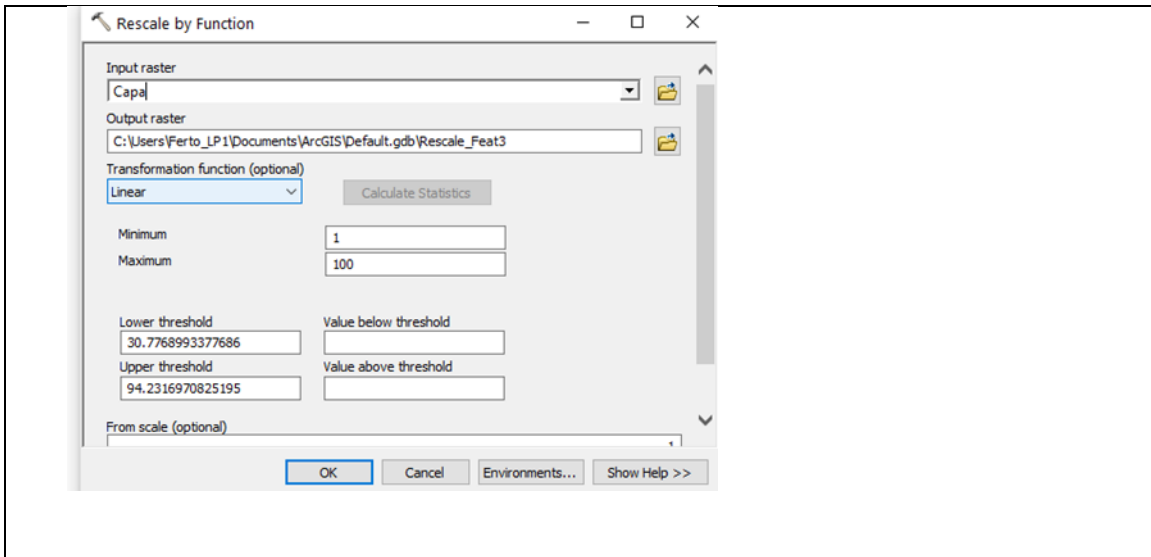 Rescale by Function
Input raster
Capa
Output raster
C:\Users\Ferto_LP1\Documents\ArcGIS\Default.gdb\Rescale_Feat3
Transformation function (optional)
Linear
Calculate Statistics
Minimum
1
Maximum
100
Lower threshold Value below threshold
30.7768993377686
Upper threshold Value above threshold
94.2316970825195
From scale (optional)
1
OK Cancel Environments... Show Help >>